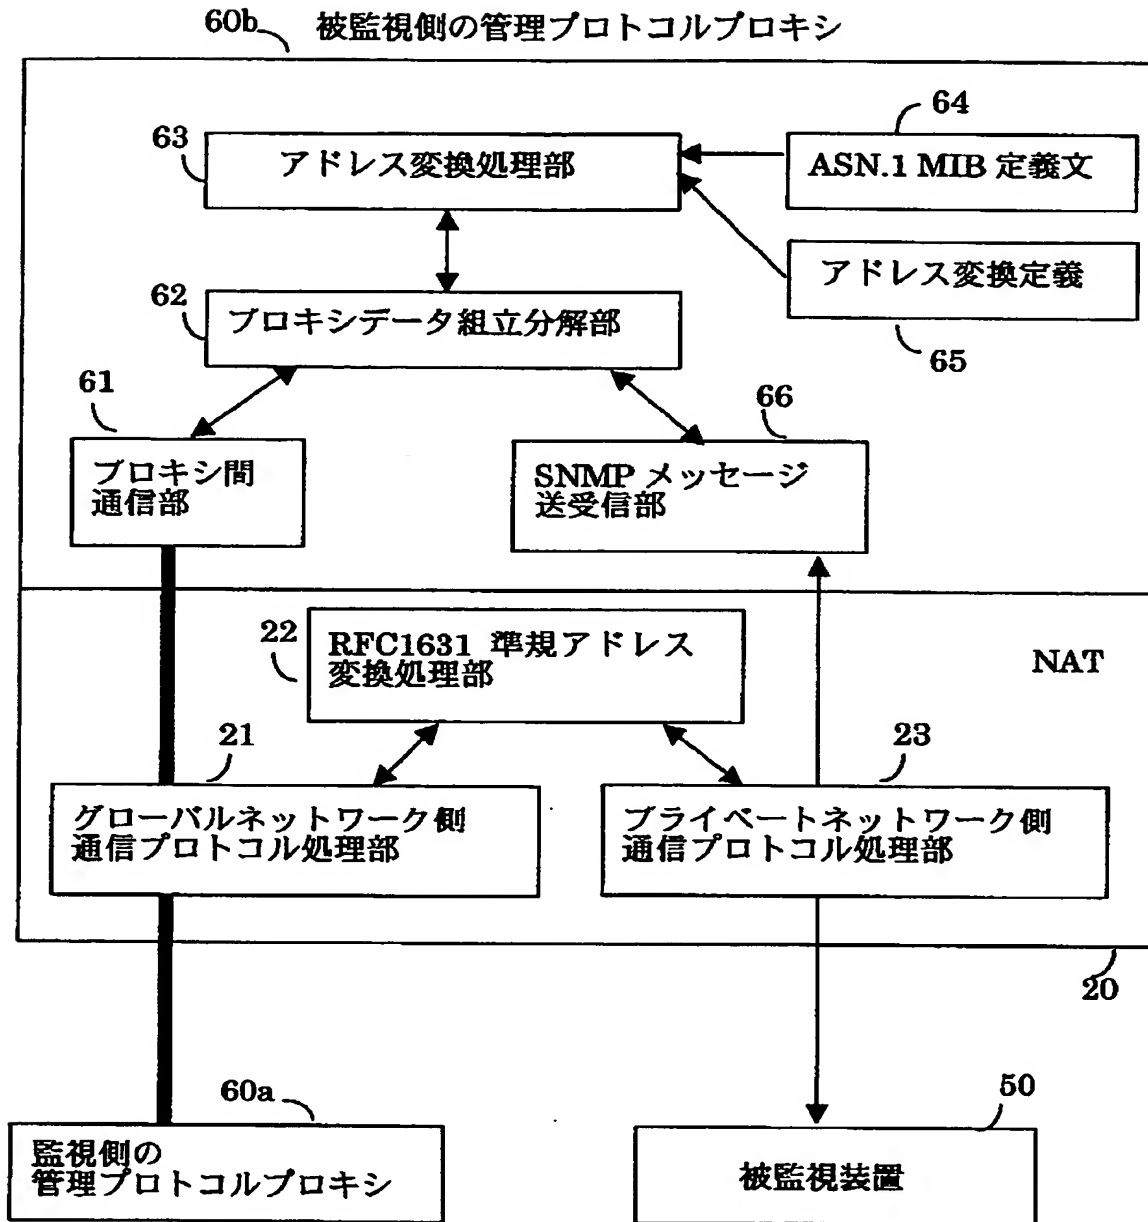 60b 被監視側の管理プロトコルプロキシ
64
63
アドレス変換処理部
ASN.1 MIB 定義文
アドレス変換定義
62
プロキシデータ組立分解部
65
61
66
プロキシ間
通信部
SNMP メッセージ
送受信部
22
RFC1631 準規アドレス
変換処理部
NAT
21
23
グローバルネットワーク側
通信プロトコル処理部
プライベートネットワーク側
通信プロトコル処理部
20
60a
50
監視側の
管理プロトコルプロキシ
被監視装置